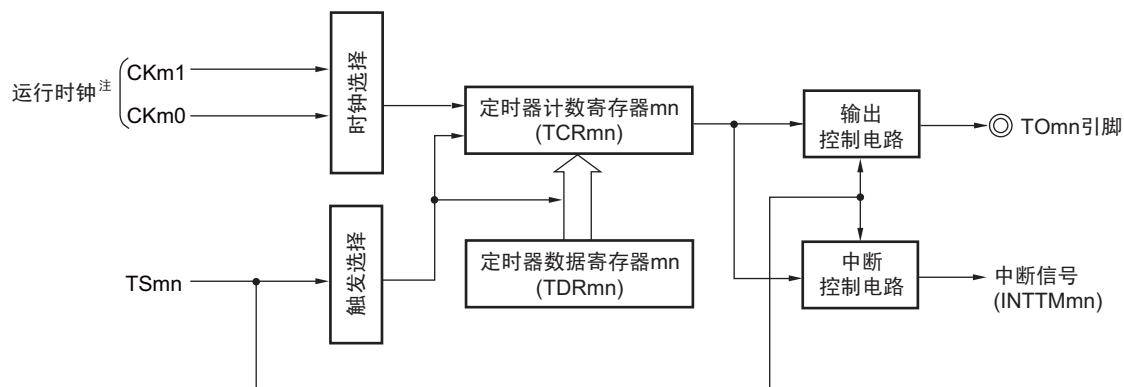 运行时钟注
CKm1
CKm0
时钟选择
定时器计数寄存器mn
(TCRmn)
输出
控制电路
TOmn引脚
TSmn
触发选择
定时器数据寄存器mn
(TDRmn)
中断
控制电路
中断信号
(INTTMmn)